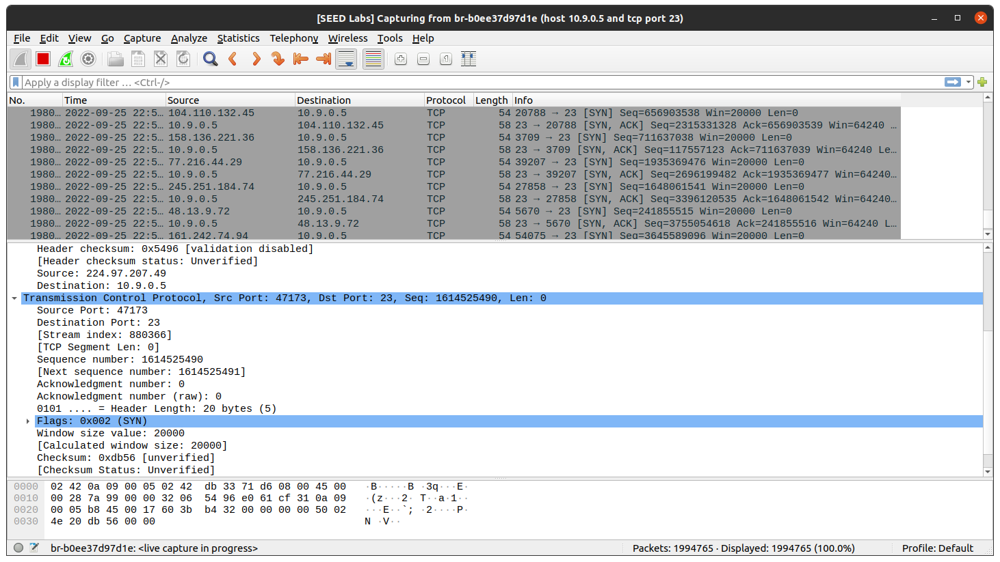 [SEED Labs] Capturing from br-b0ee37d97d1e (host 10.9.0.5 and tcp port 23)
File Edit View Go Capture Analyze Statistics Telephony Wireless Tools Help
Apply a display filter … <Ctrl-/>
No. Time Source Destination Protocol Length Info
1980… 2022-09-25 22:5… 104.110.132.45 10.9.0.5 TCP 54 20788 → 23 [SYN] Seq=656903538 Win=20000 Len=0
1980… 2022-09-25 22:5… 10.9.0.5 104.110.132.45 TCP 58 23 → 20788 [SYN, ACK] Seq=2315331328 Ack=656903539 Win=64240 …
1980… 2022-09-25 22:5… 158.136.221.36 10.9.0.5 TCP 54 3709 → 23 [SYN] Seq=711637038 Win=20000 Len=0
1980… 2022-09-25 22:5… 10.9.0.5 158.136.221.36 TCP 58 23 → 3709 [SYN, ACK] Seq=117557123 Ack=711637039 Win=64240 Le…
1980… 2022-09-25 22:5… 77.216.44.29 10.9.0.5 TCP 54 39207 → 23 [SYN] Seq=1935369476 Win=20000 Len=0
1980… 2022-09-25 22:5… 10.9.0.5 77.216.44.29 TCP 58 23 → 39207 [SYN, ACK] Seq=2696199482 Ack=1935369477 Win=64240…
1980… 2022-09-25 22:5… 245.251.184.74 10.9.0.5 TCP 54 27858 → 23 [SYN] Seq=1648061541 Win=20000 Len=0
1980… 2022-09-25 22:5… 10.9.0.5 245.251.184.74 TCP 58 23 → 27858 [SYN, ACK] Seq=3396120535 Ack=1648061542 Win=64240…
1980… 2022-09-25 22:5… 48.13.9.72 10.9.0.5 TCP 54 5670 → 23 [SYN] Seq=241855515 Win=20000 Len=0
1980… 2022-09-25 22:5… 10.9.0.5 48.13.9.72 TCP 58 23 → 5670 [SYN, ACK] Seq=3755054618 Ack=241855516 Win=64240 L…
1980… 2022-09-25 22:5… 161.242.74.94 10.9.0.5 TCP 54 54075 → 23 [SYN] Seq=3645589096 Win=20000 Len=0
Header checksum: 0x5496 [validation disabled]
[Header checksum status: Unverified]
Source: 224.97.207.49
Destination: 10.9.0.5
Transmission Control Protocol, Src Port: 47173, Dst Port: 23, Seq: 1614525490, Len: 0
Source Port: 47173
Destination Port: 23
[Stream index: 880366]
[TCP Segment Len: 0]
Sequence number: 1614525490
[Next sequence number: 1614525491]
Acknowledgment number: 0
Acknowledgment number (raw): 0
0101 .... = Header Length: 20 bytes (5)
Flags: 0x002 (SYN)
Window size value: 20000
[Calculated window size: 20000]
Checksum: 0xdb56 [unverified]
[Checksum Status: Unverified]
0000 02 42 0a 09 00 05 02 42 db 33 71 d6 08 00 45 00 ·B·····B ·3q···E·
0010 00 28 7a 99 00 00 32 06 54 96 e0 61 cf 31 0a 09 ·(z···2· T··a·1··
0020 00 05 b8 45 00 17 60 3b b4 32 00 00 00 00 50 02 ···E··`; ·2····P·
0030 4e 20 db 56 00 00 N ·V··
br-b0ee37d97d1e: <live capture in progress> Packets: 1994765 · Displayed: 1994765 (100.0%) Profile: Default